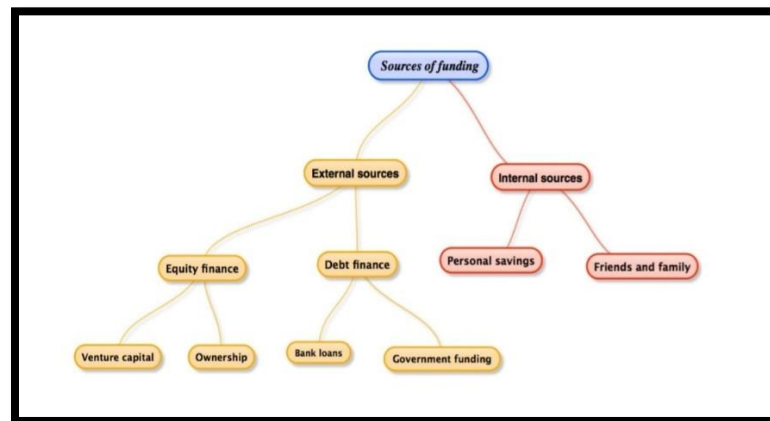 Sources of funding
External sources
Internal sources
Equity finance
Debt finance
Personal savings
Friends and family
Venture capital
Ownership
Bank loans
Government funding